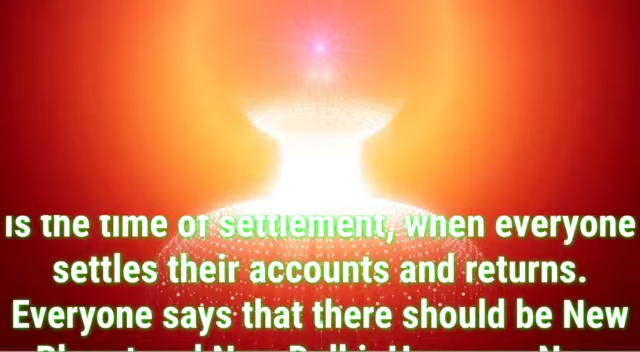 is the time of settlement, when everyone
settles their accounts and returns.
Everyone says that there should be New